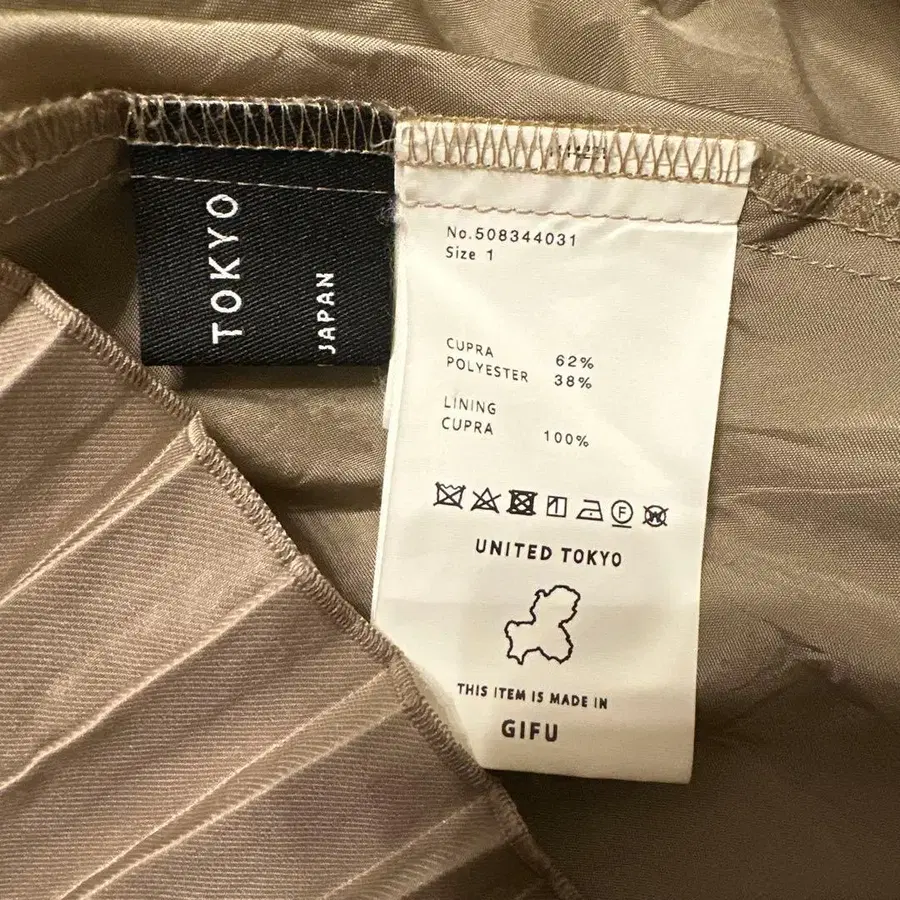 TOKYO
JAPAN
No.508344031
Size 1
CUPRA 62%
POLYESTER 38%
LINING
CUPRA 100%
F
W
UNITED TOKYO
THIS ITEM IS MADE IN
GIFU